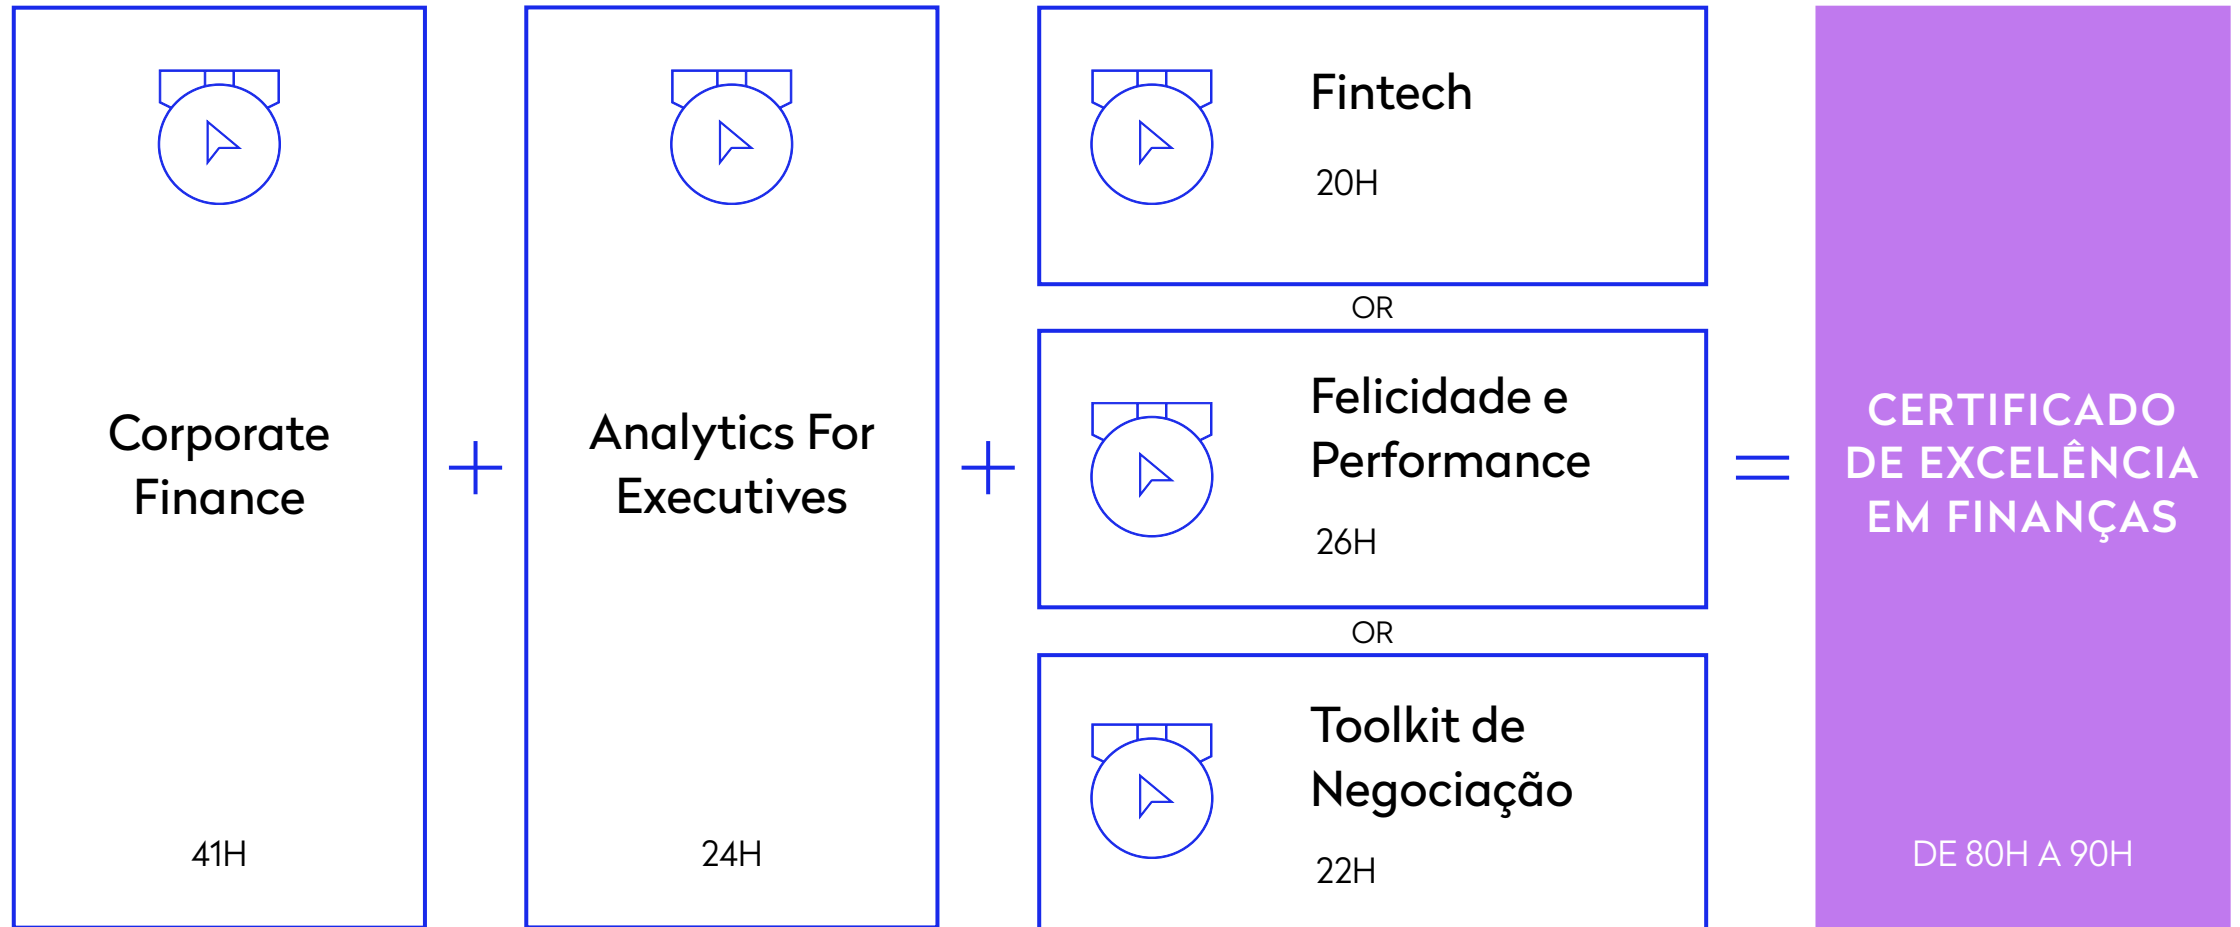 Corporate
Finance
41H
Analytics For
Executives
24H
Fintech
20H
OR
Felicidade e
Performance
26H
OR
Toolkit de
Negociação
22H
CERTIFICADO
DE EXCELÊNCIA
EM FINANÇAS
DE 80H A 90H